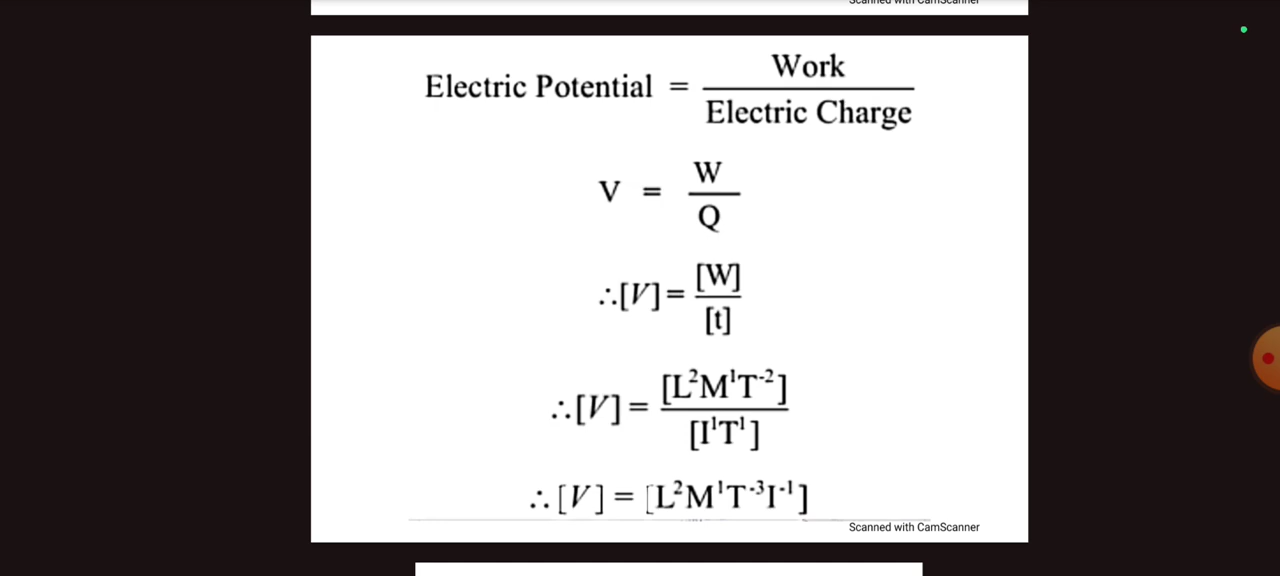 Scanned with CamScanner
Electric Potential = Work / Electric Charge
V = W / Q
∴[V] = [W] / [t]
∴[V] = [L²M¹T⁻²] / [I¹T¹]
∴[V] = [L²M¹T⁻³I⁻¹]
Scanned with CamScanner